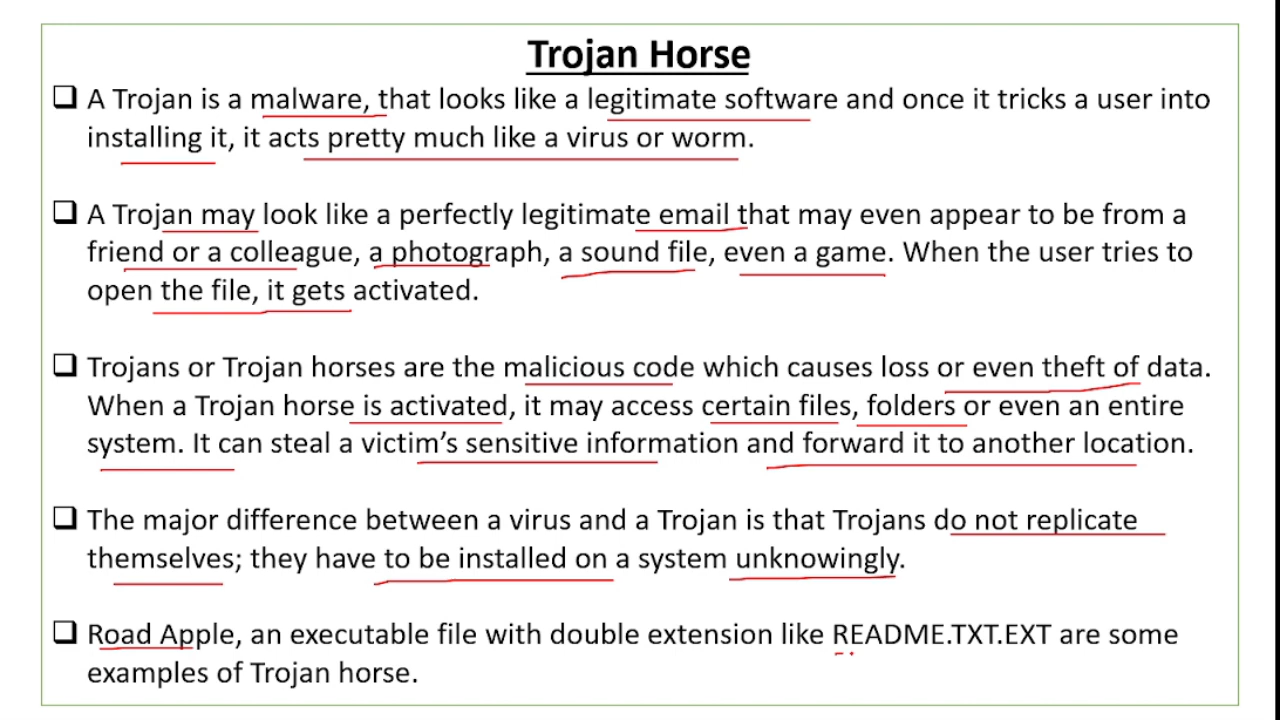 Trojan Horse
❑ A Trojan is a malware, that looks like a legitimate software and once it tricks a user into
installing it, it acts pretty much like a virus or worm.
❑ A Trojan may look like a perfectly legitimate email that may even appear to be from a
friend or a colleague, a photograph, a sound file, even a game. When the user tries to
open the file, it gets activated.
❑ Trojans or Trojan horses are the malicious code which causes loss or even theft of data.
When a Trojan horse is activated, it may access certain files, folders or even an entire
system. It can steal a victim’s sensitive information and forward it to another location.
❑ The major difference between a virus and a Trojan is that Trojans do not replicate
themselves; they have to be installed on a system unknowingly.
❑ Road Apple, an executable file with double extension like README.TXT.EXT are some
examples of Trojan horse.